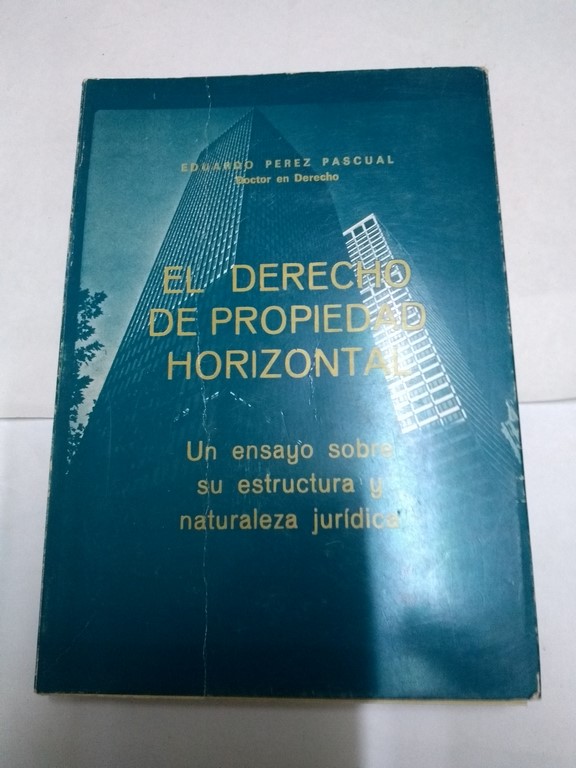 EDUARDO PEREZ PASCUAL
Doctor en Derecho
EL DERECHO
DE PROPIEDAD
HORIZONTAL
Un ensayo sobre
su estructura y
naturaleza jurídica